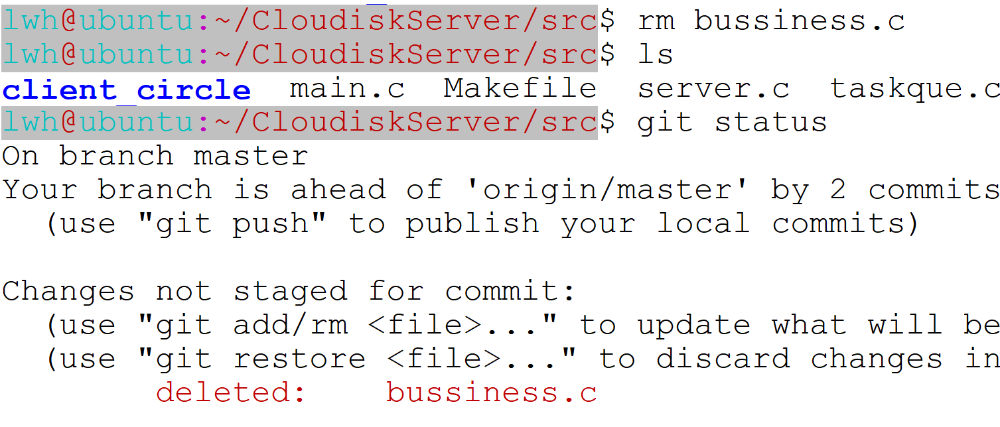 lwh@ubuntu:~/CloudiskServer/src$ rm bussiness.c
lwh@ubuntu:~/CloudiskServer/src$ ls
client_circle  main.c  Makefile  server.c  taskque.c
lwh@ubuntu:~/CloudiskServer/src$ git status
On branch master
Your branch is ahead of 'origin/master' by 2 commits
  (use "git push" to publish your local commits)

Changes not staged for commit:
  (use "git add/rm <file>..." to update what will be
  (use "git restore <file>..." to discard changes in
        deleted:    bussiness.c